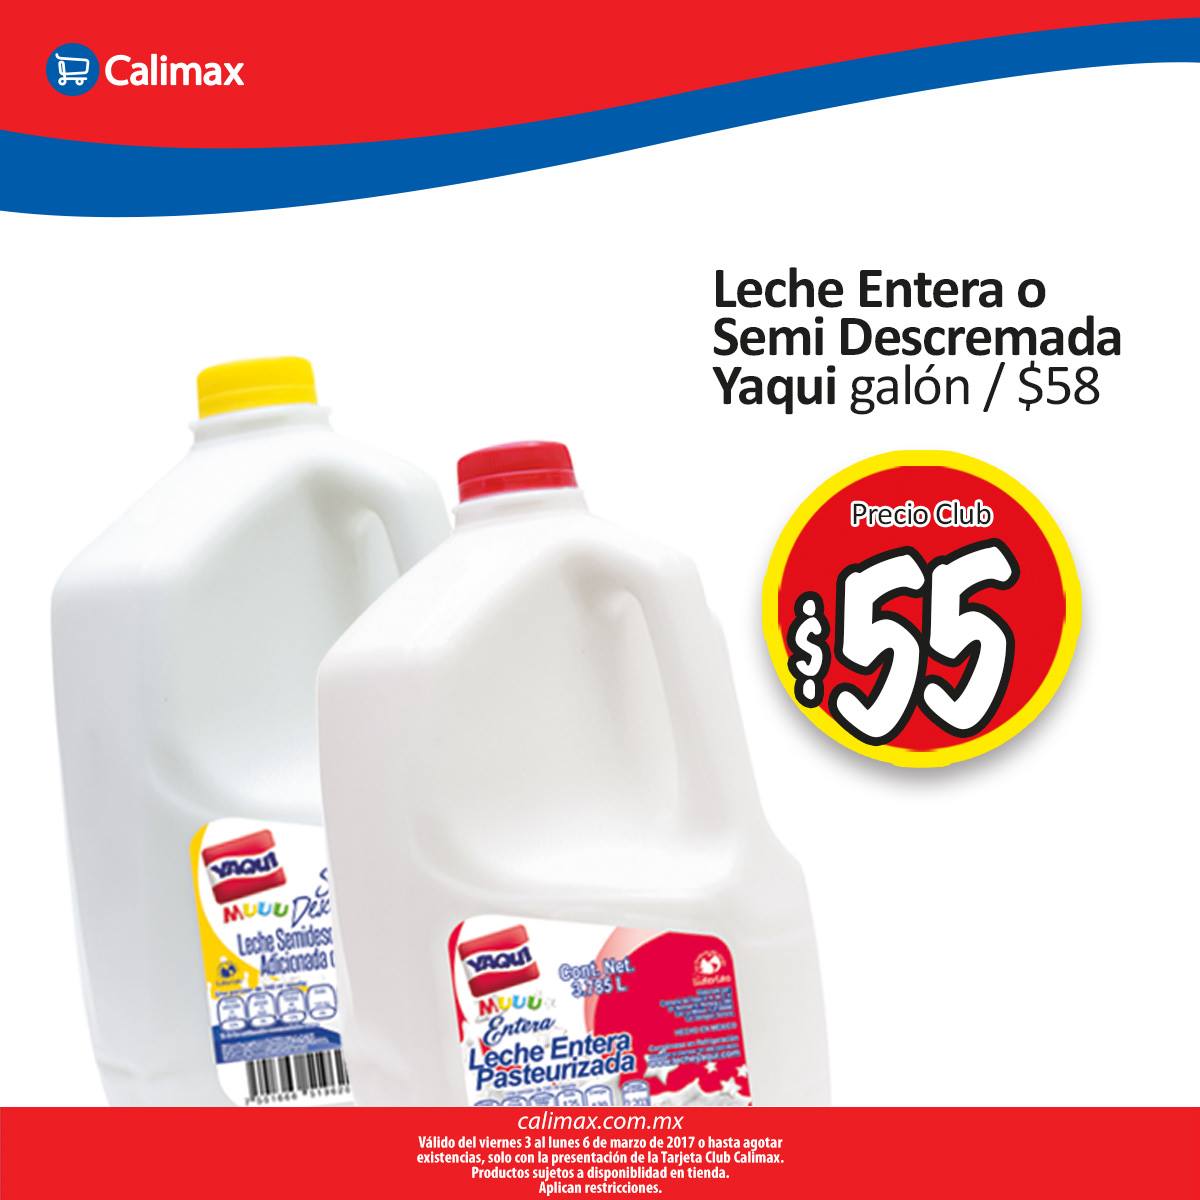 Calimax
Leche Entera o
Semi Descremada
Yaqui galón / $58
Precio Club
$55
YAQUI
MUUU
Leche
Adicionada
YAQUI
Cont. Net.
3.785 L
MUUU
Entera
Leche Entera
Pasteurizada
HECHO EN MÉXICO
calimax.com.mx
Válido del viernes 3 al lunes 6 de marzo de 2017 o hasta agotar
existencias, solo con la presentación de la Tarjeta Club Calimax.
Productos sujetos a disponiblidad en tienda.
Aplican restricciones.